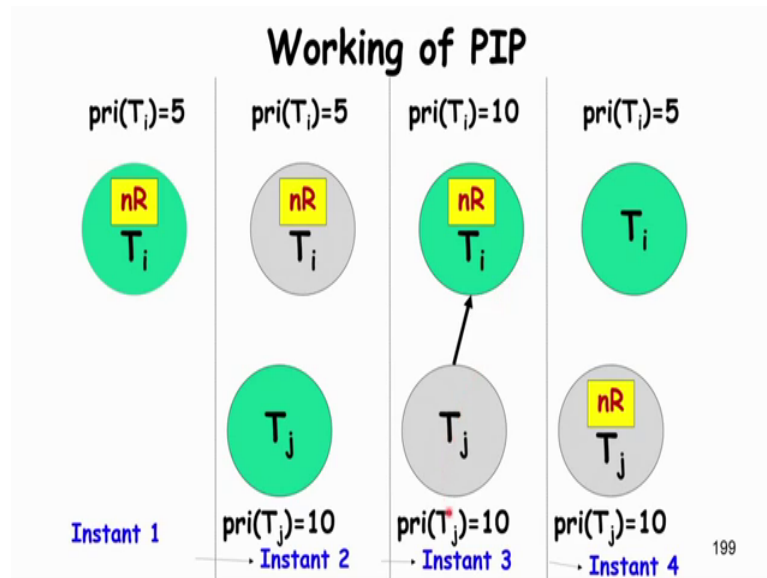 Working of PIP
pri(Ti)=5
pri(Ti)=5
pri(Ti)=10
pri(Ti)=5
nR
Ti
nR
Ti
nR
Ti
Ti
Tj
Tj
nR
Tj
pri(Tj)=10
pri(Tj)=10
pri(Tj)=10
Instant 1
Instant 2
Instant 3
Instant 4
199